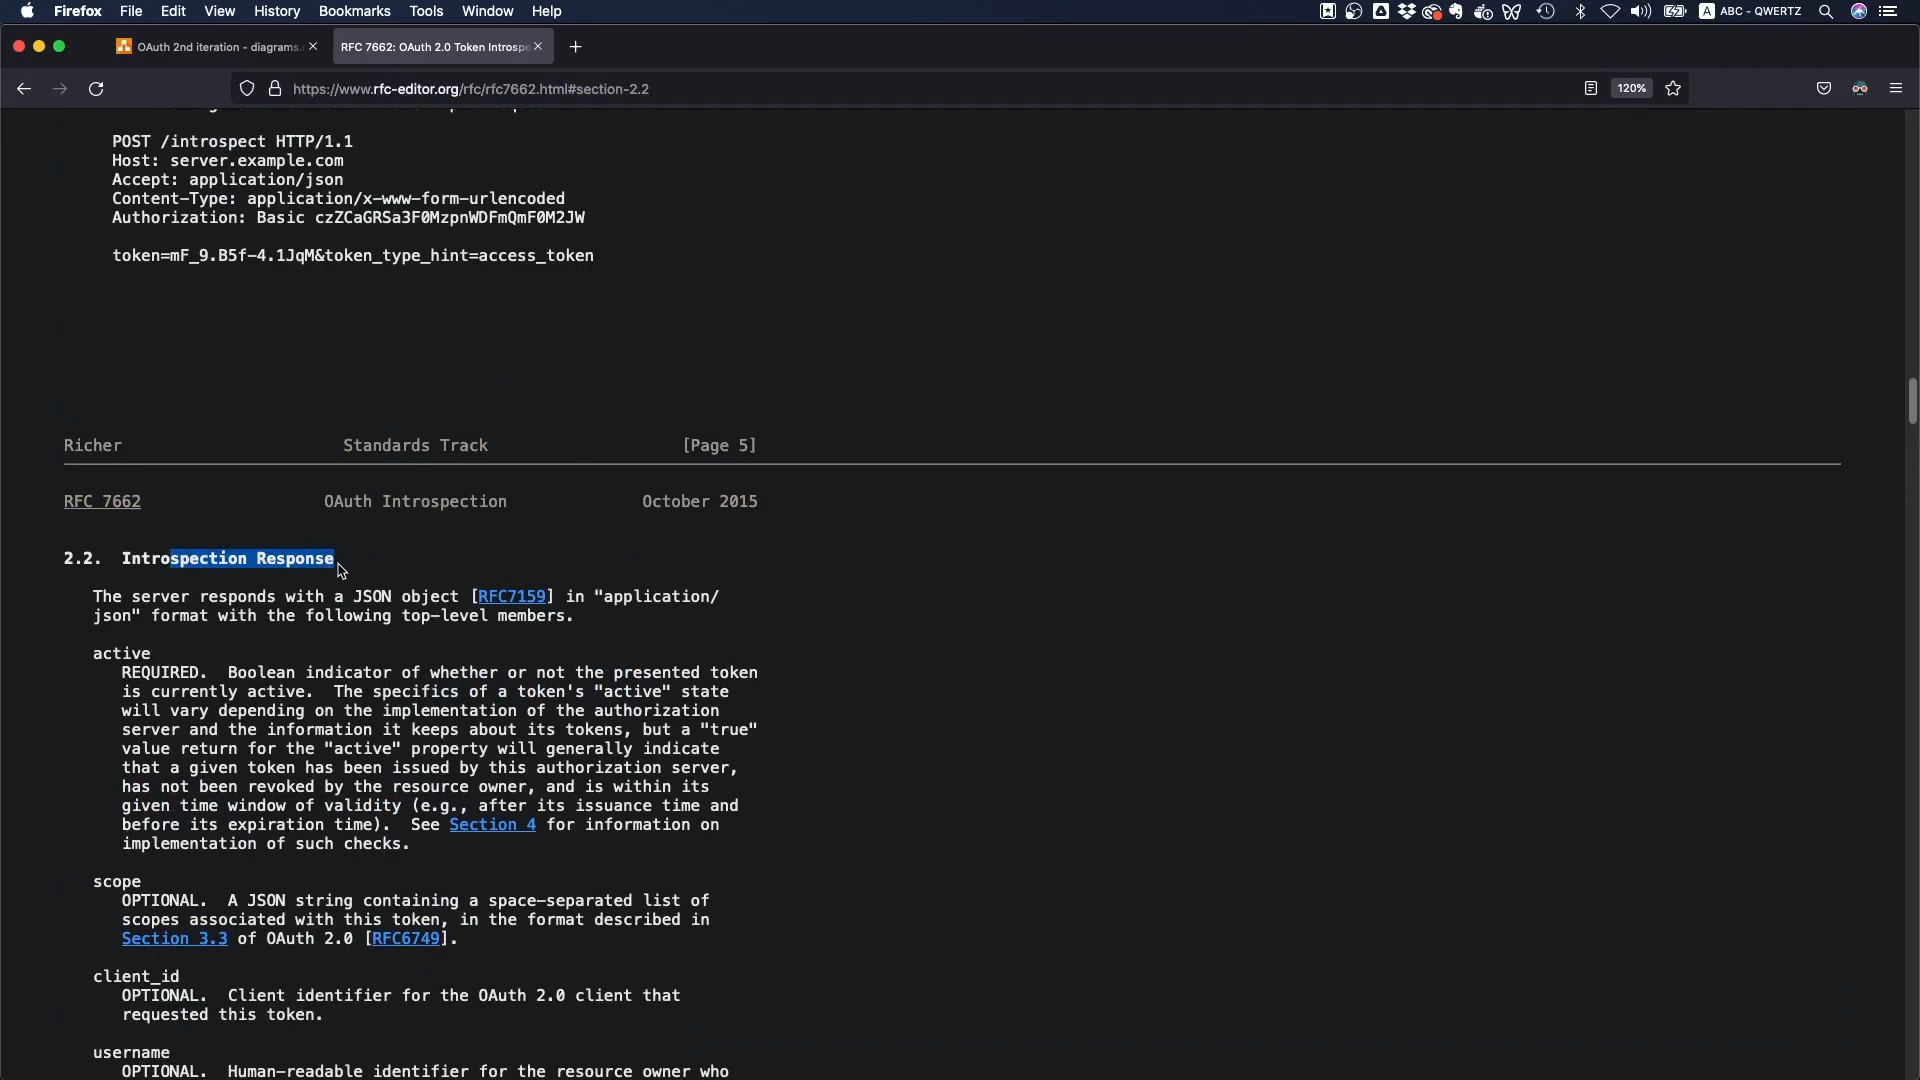 Firefox File Edit View History Bookmarks Tools Window Help A ABC - QWERTZ
OAuth 2nd iteration - diagrams.
RFC 7662: OAuth 2.0 Token Introspe
https://www.rfc-editor.org/rfc/rfc7662.html#section-2.2 120%
POST /introspect HTTP/1.1
Host: server.example.com
Accept: application/json
Content-Type: application/x-www-form-urlencoded
Authorization: Basic czZCaGRSa3F0MzpnWDFmQmF0M2JW
token=mF_9.B5f-4.1JqM&token_type_hint=access_token
Richer Standards Track [Page 5]
RFC 7662 OAuth Introspection October 2015
2.2. Introspection Response
The server responds with a JSON object [RFC7159] in "application/
json" format with the following top-level members.
active
REQUIRED. Boolean indicator of whether or not the presented token
is currently active. The specifics of a token's "active" state
will vary depending on the implementation of the authorization
server and the information it keeps about its tokens, but a "true"
value return for the "active" property will generally indicate
that a given token has been issued by this authorization server,
has not been revoked by the resource owner, and is within its
given time window of validity (e.g., after its issuance time and
before its expiration time). See Section 4 for information on
implementation of such checks.
scope
OPTIONAL. A JSON string containing a space-separated list of
scopes associated with this token, in the format described in
Section 3.3 of OAuth 2.0 [RFC6749].
client_id
OPTIONAL. Client identifier for the OAuth 2.0 client that
requested this token.
username
OPTIONAL. Human-readable identifier for the resource owner who